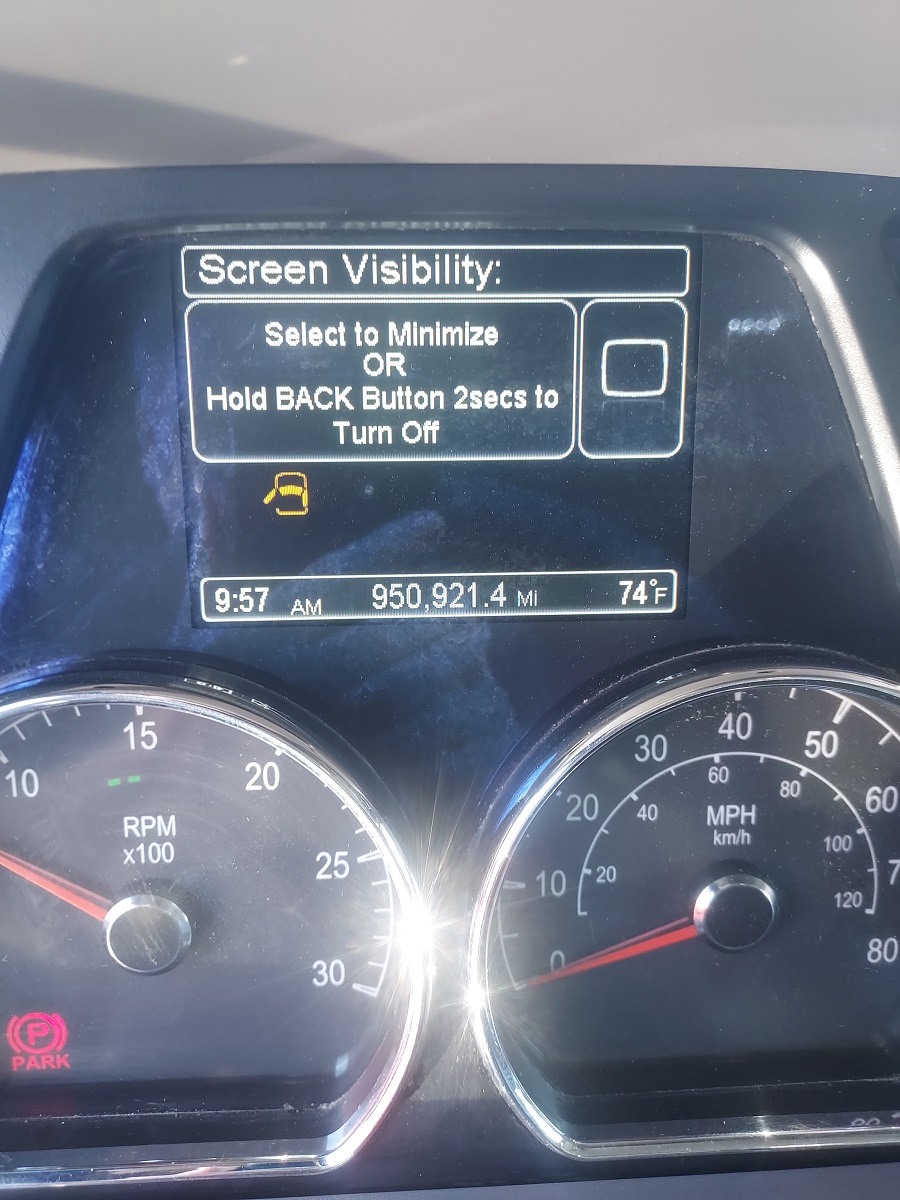 Screen Visibility:
Select to Minimize
OR
Hold BACK Button 2secs to
Turn Off
9:57 AM 950,921.4 Mi 74°F
10 15 20 25 30
--
RPM
x100
P
PARK
0 10 20 30 40 50 60 7 80
20 40 60 80 100 120
MPH
km/h